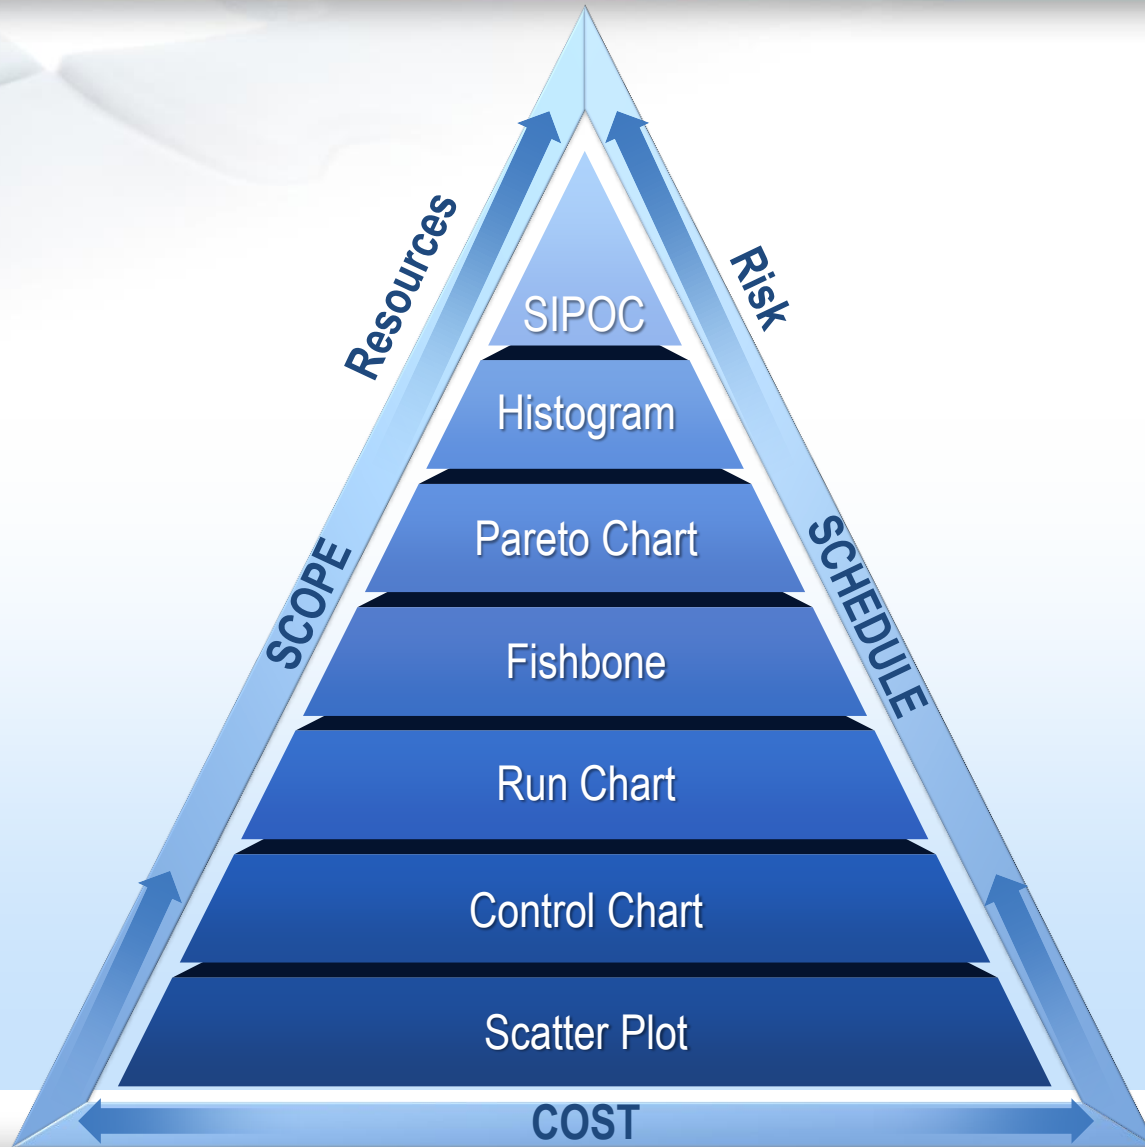 Resources
Risk
SIPOC
Histogram
Pareto Chart
SCOPE
SCHEDULE
Fishbone
Run Chart
Control Chart
Scatter Plot
COST